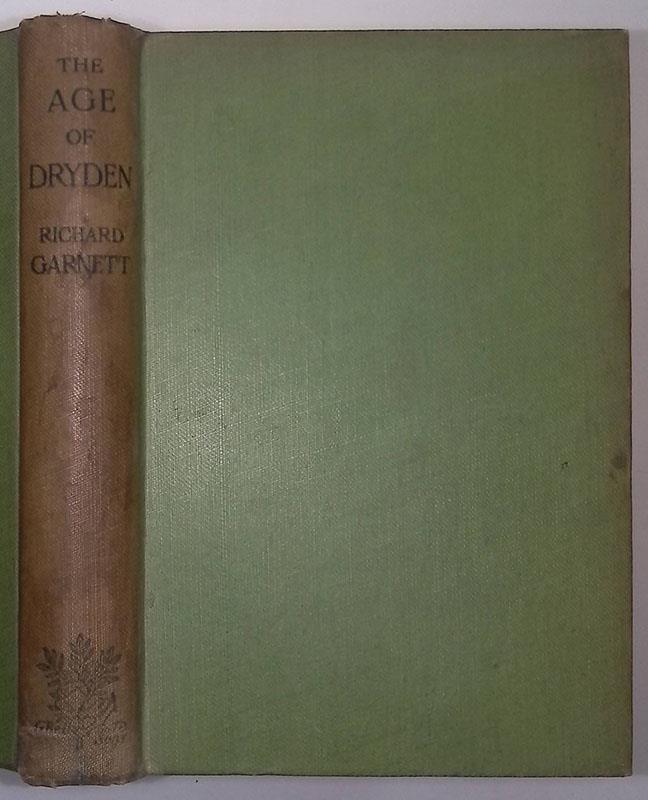 THE
AGE
OF
DRYDEN
RICHARD
GARNETT